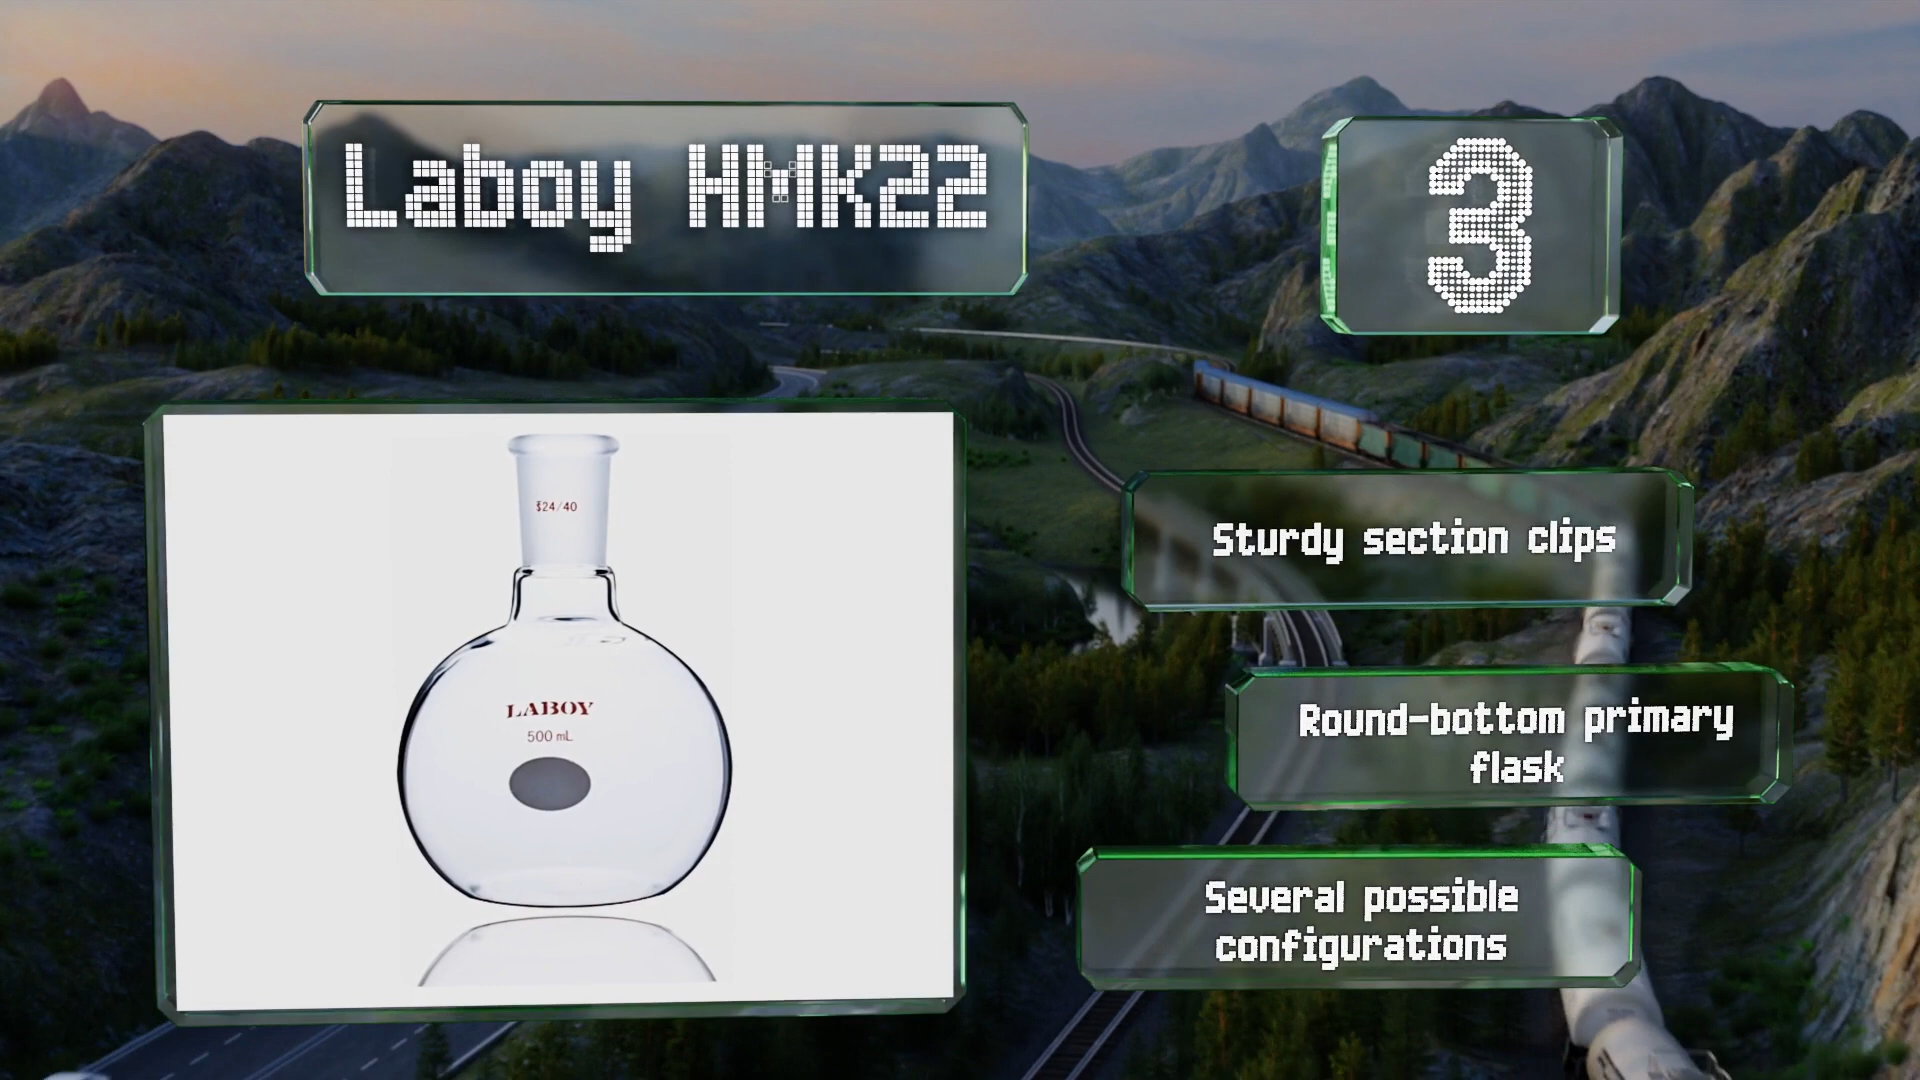 Laboy HMK22
3
$24/40
LABOY
500 mL
Sturdy section clips
Round-bottom primary
flask
Several possible
configurations